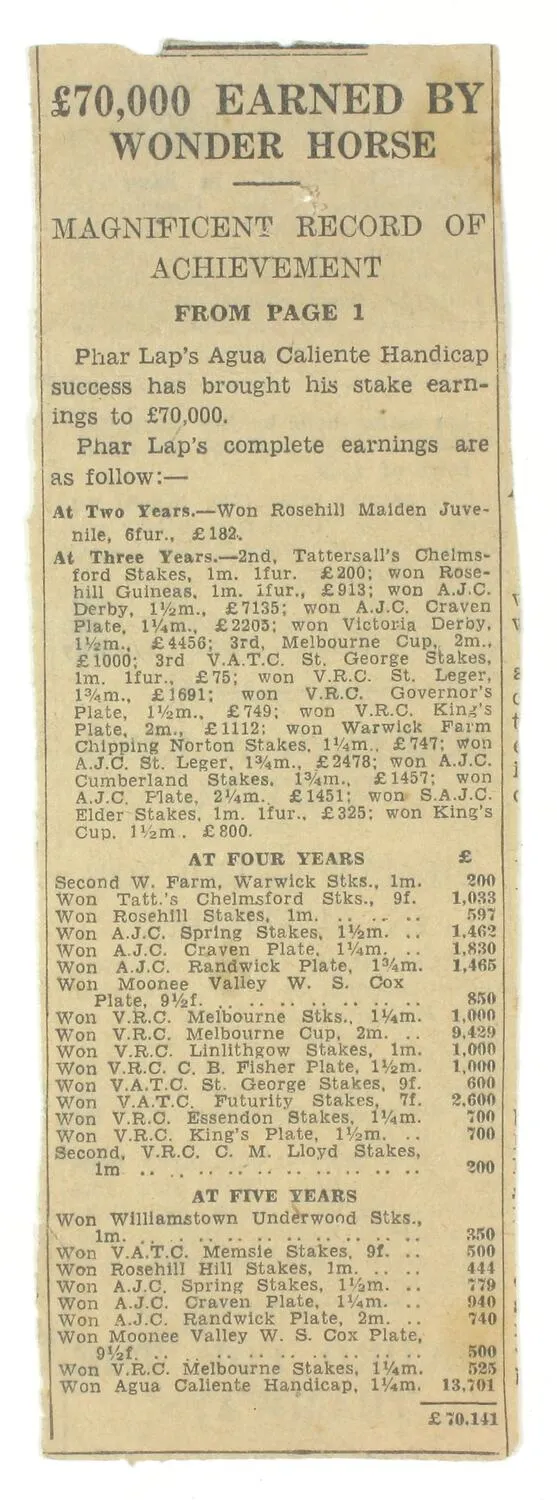 £70,000 EARNED BY
WONDER HORSE
MAGNIFICENT RECORD OF
ACHIEVEMENT
FROM PAGE 1
Phar Lap's Agua Caliente Handicap
success has brought his stake earn-
ings to £70,000.
Phar Lap's complete earnings are
as follow:—
At Two Years.—Won Rosehill Maiden Juve-
nile, 6fur., £182.
At Three Years.—2nd, Tattersall's Chelms-
ford Stakes, 1m. 1fur. £200; won Rose-
hill Guineas, 1m. 1fur., £913; won A.J.C.
Derby, 1½m., £7135; won A.J.C. Craven
Plate, 1¼m., £2205; won Victoria Derby,
1½m., £4456; 3rd, Melbourne Cup, 2m.,
£1000; 3rd V.A.T.C. St. George Stakes,
1m. 1fur., £75; won V.R.C. St. Leger,
1¾m., £1691; won V.R.C. Governor's
Plate, 1½m., £749; won V.R.C. King's
Plate, 2m., £1112; won Warwick Farm
Chipping Norton Stakes, 1¼m., £747; won
A.J.C. St. Leger, 1¾m., £2478; won A.J.C.
Cumberland Stakes, 1¾m., £1457; won
A.J.C. Plate, 2¼m., £1451; won S.A.J.C.
Elder Stakes, 1m. 1fur., £325; won King's
Cup, 1½m., £800.
AT FOUR YEARS £
Second W. Farm, Warwick Stks., 1m. 200
Won Tatt.'s Chelmsford Stks., 9f. 1,033
Won Rosehill Stakes, 1m. .. .. .. 597
Won A.J.C. Spring Stakes, 1½m. .. 1,462
Won A.J.C. Craven Plate, 1¼m. .. 1,830
Won A.J.C. Randwick Plate, 1¾m. 1,465
Won Moonee Valley W. S. Cox
Plate, 9½f. .. .. .. .. .. .. .. 850
Won V.R.C. Melbourne Stks., 1¼m. 1,000
Won V.R.C. Melbourne Cup, 2m. .. 9,429
Won V.R.C. Linlithgow Stakes, 1m. 1,000
Won V.R.C. C. B. Fisher Plate, 1½m. 1,000
Won V.A.T.C. St. George Stakes, 9f. 600
Won V.A.T.C. Futurity Stakes, 7f. 2,600
Won V.R.C. Essendon Stakes, 1¼m. 700
Won V.R.C. King's Plate, 1½m. .. 700
Second, V.R.C. C. M. Lloyd Stakes,
1m .. .. .. .. .. .. .. .. .. 200
AT FIVE YEARS
Won Williamstown Underwood Stks.,
1m. .. .. .. .. .. .. .. .. .. 350
Won V.A.T.C. Memsie Stakes, 9f. .. 500
Won Rosehill Hill Stakes, 1m. .. .. 444
Won A.J.C. Spring Stakes, 1½m. .. 779
Won A.J.C. Craven Plate, 1¼m. .. 940
Won A.J.C. Randwick Plate, 2m. .. 740
Won Moonee Valley W. S. Cox Plate,
9½f. .. .. .. .. .. .. .. .. 500
Won V.R.C. Melbourne Stakes, 1¼m. 525
Won Agua Caliente Handicap, 1¼m. 13,701
£70,141